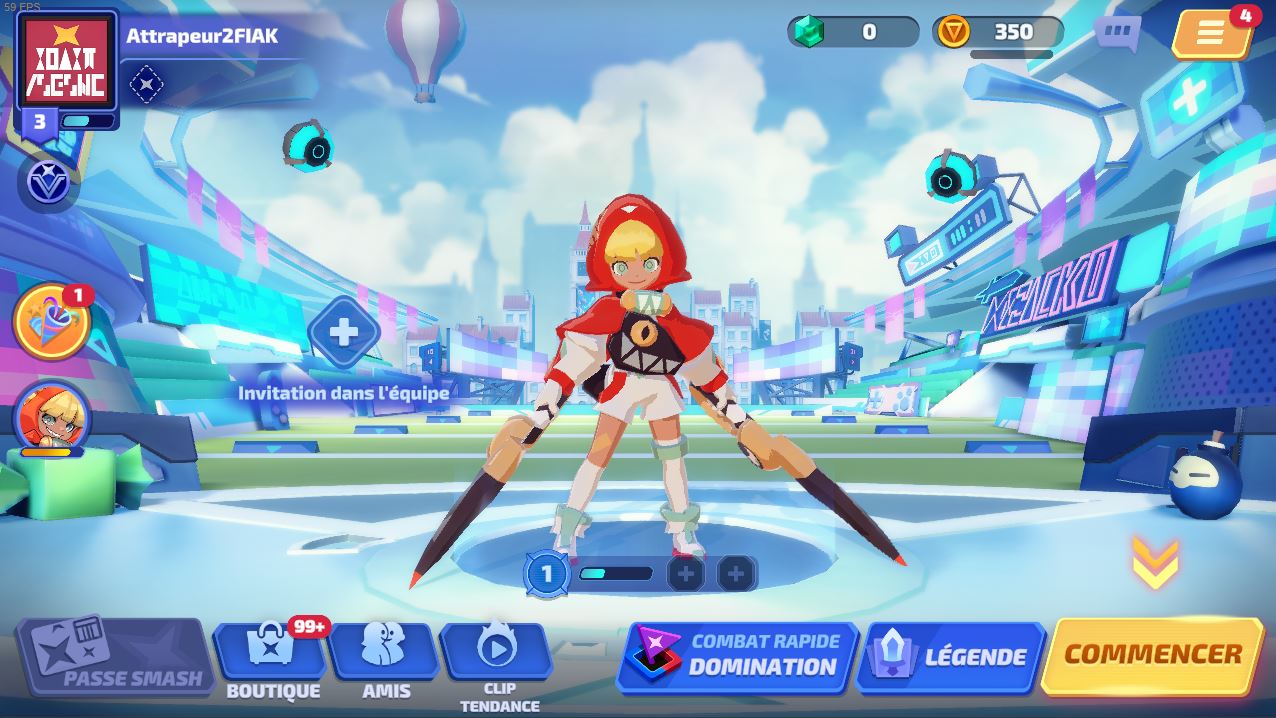 59 FPS
Attrapeur2FIAK
0
350
4
3
1
Invitation dans l'équipe
1
PASSE SMASH
99+
BOUTIQUE
AMIS
CLIP
TENDANCE
COMBAT RAPIDE
DOMINATION
LÉGENDE
COMMENCER